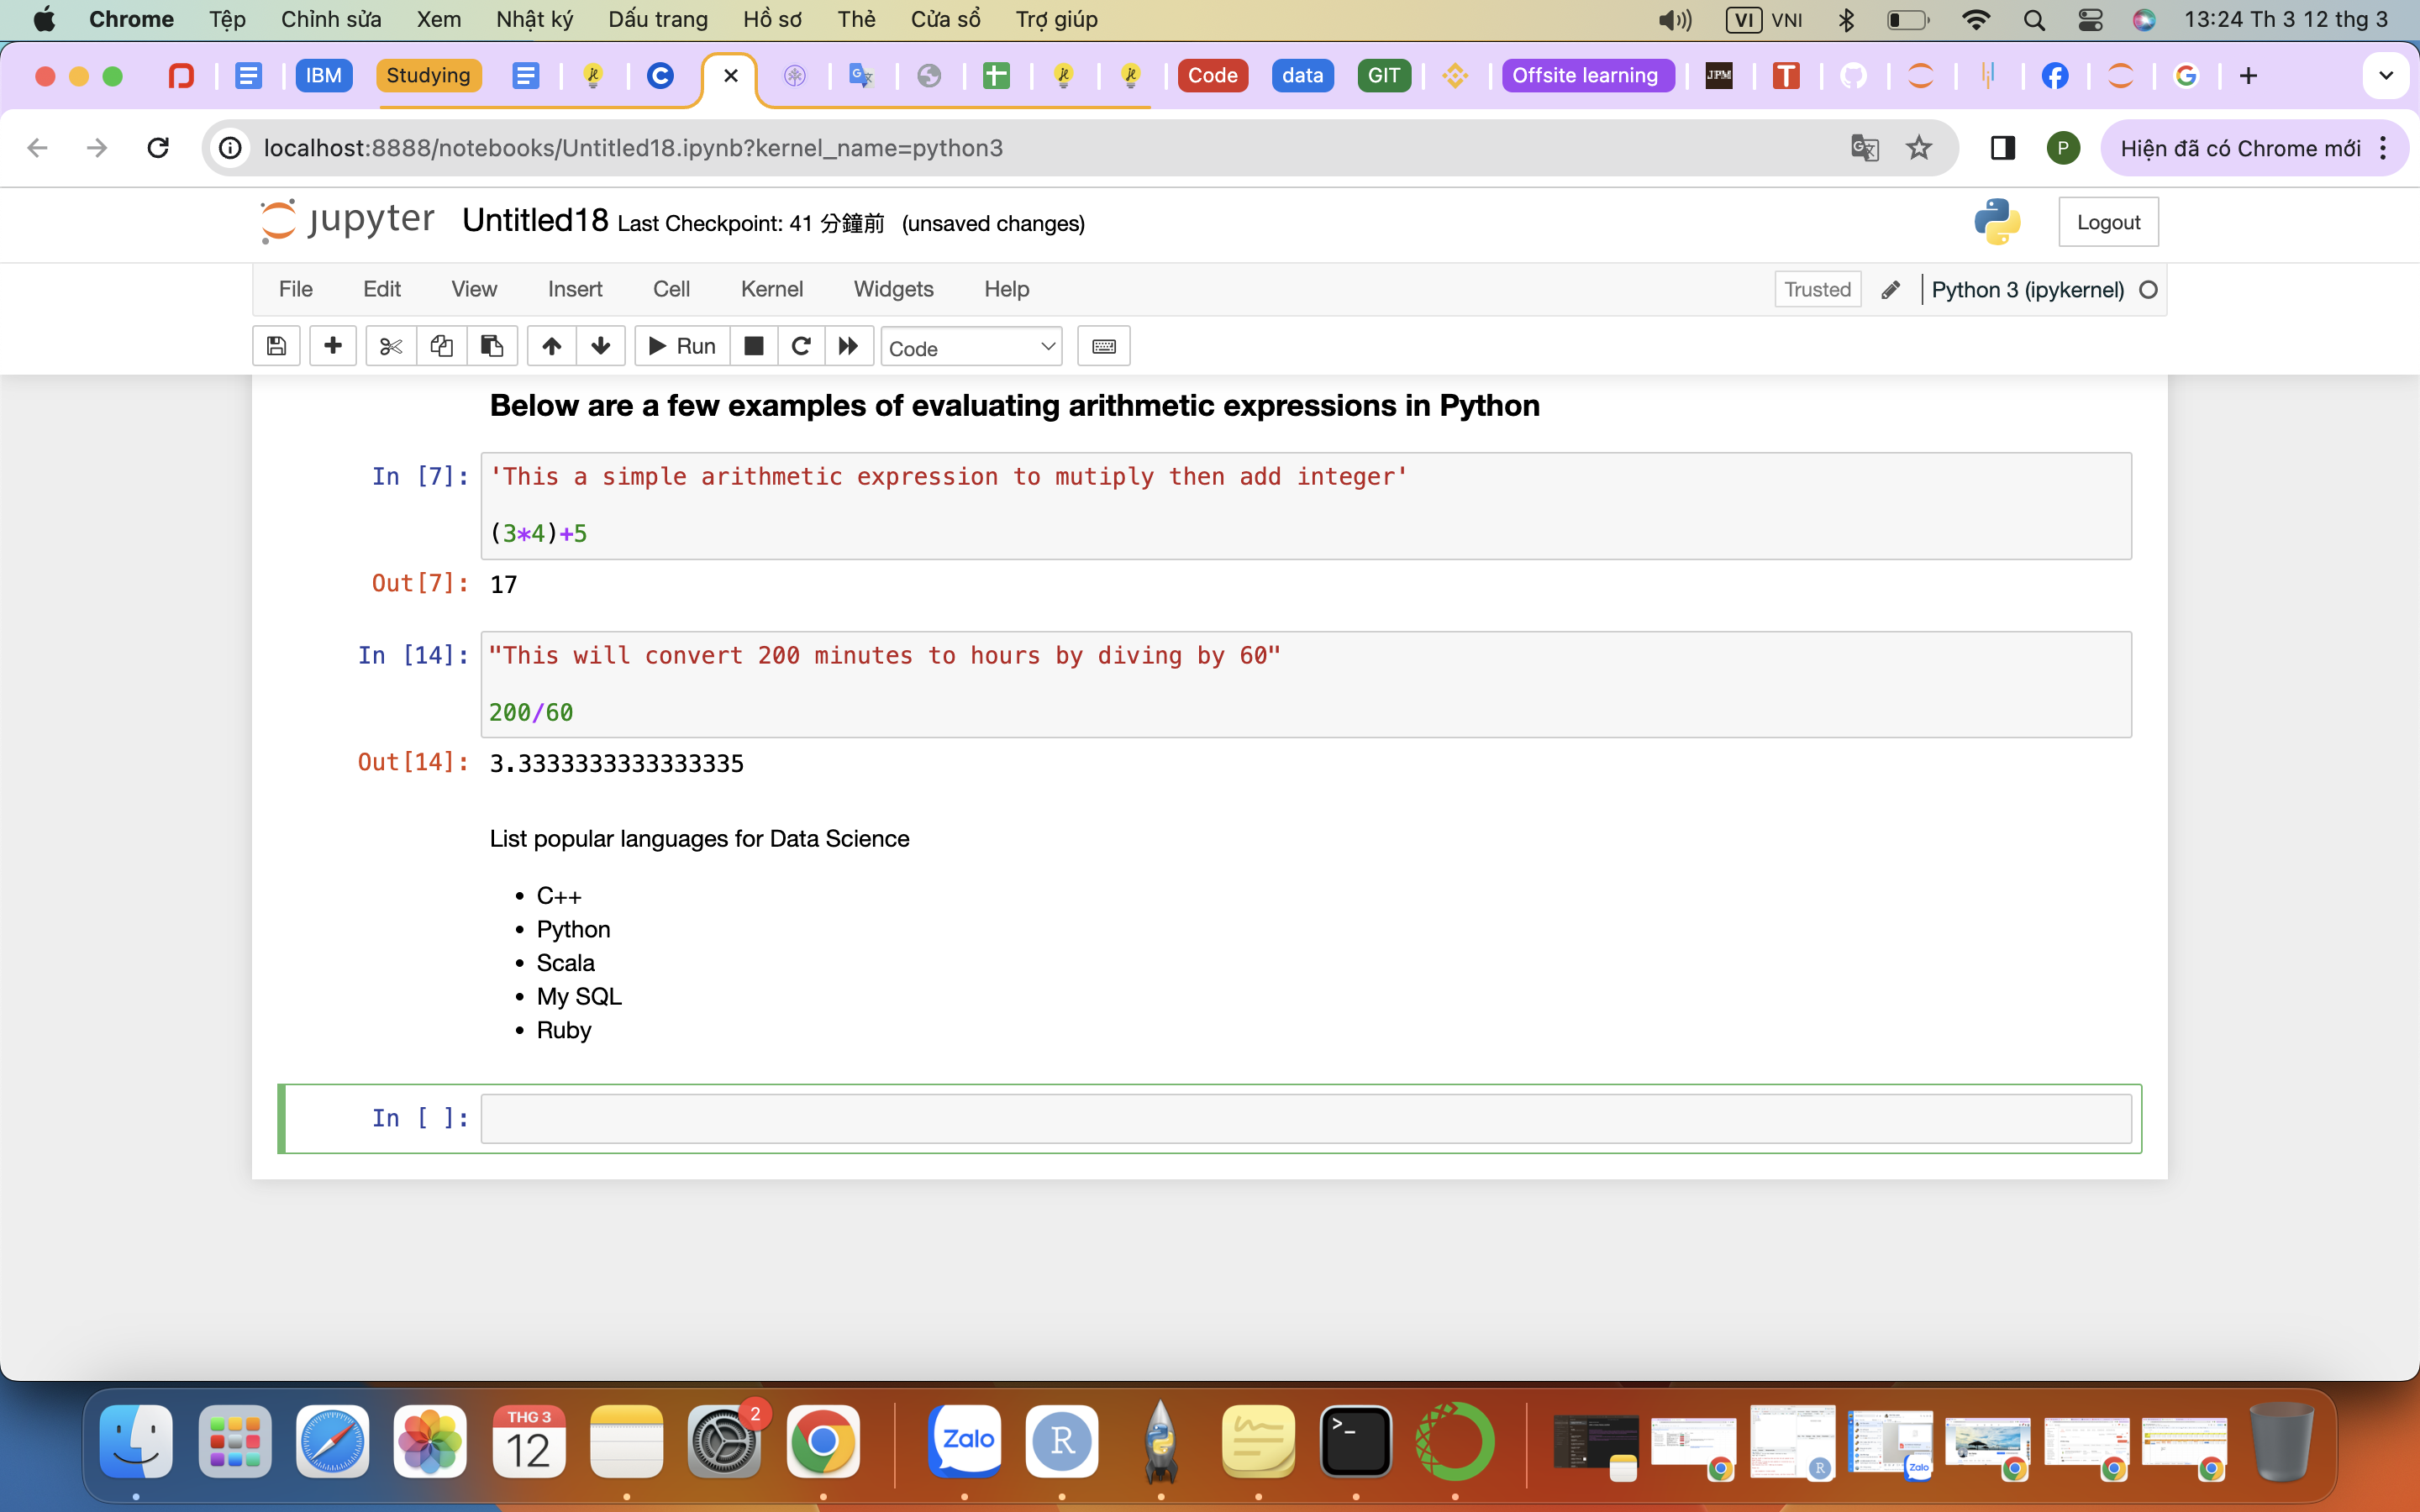 Chrome Tệp Chỉnh sửa Xem Nhật ký Dấu trang Hồ sơ Thẻ Cửa sổ Trợ giúp VI VNI 13:24 Th 3 12 thg 3
IBM Studying Code data GIT Offsite learning JPM
localhost:8888/notebooks/Untitled18.ipynb?kernel_name=python3 P Hiện đã có Chrome mới
jupyter Untitled18 Last Checkpoint: 41 分鐘前 (unsaved changes) Logout
File Edit View Insert Cell Kernel Widgets Help Trusted Python 3 (ipykernel)
Run Code
Below are a few examples of evaluating arithmetic expressions in Python
In [7]: 'This a simple arithmetic expression to mutiply then add integer'
(3*4)+5
Out[7]: 17
In [14]: "This will convert 200 minutes to hours by diving by 60"
200/60
Out[14]: 3.3333333333333335
List popular languages for Data Science
• C++
• Python
• Scala
• My SQL
• Ruby
In [ ]:
THG 3
12
2
Zalo
R
>_